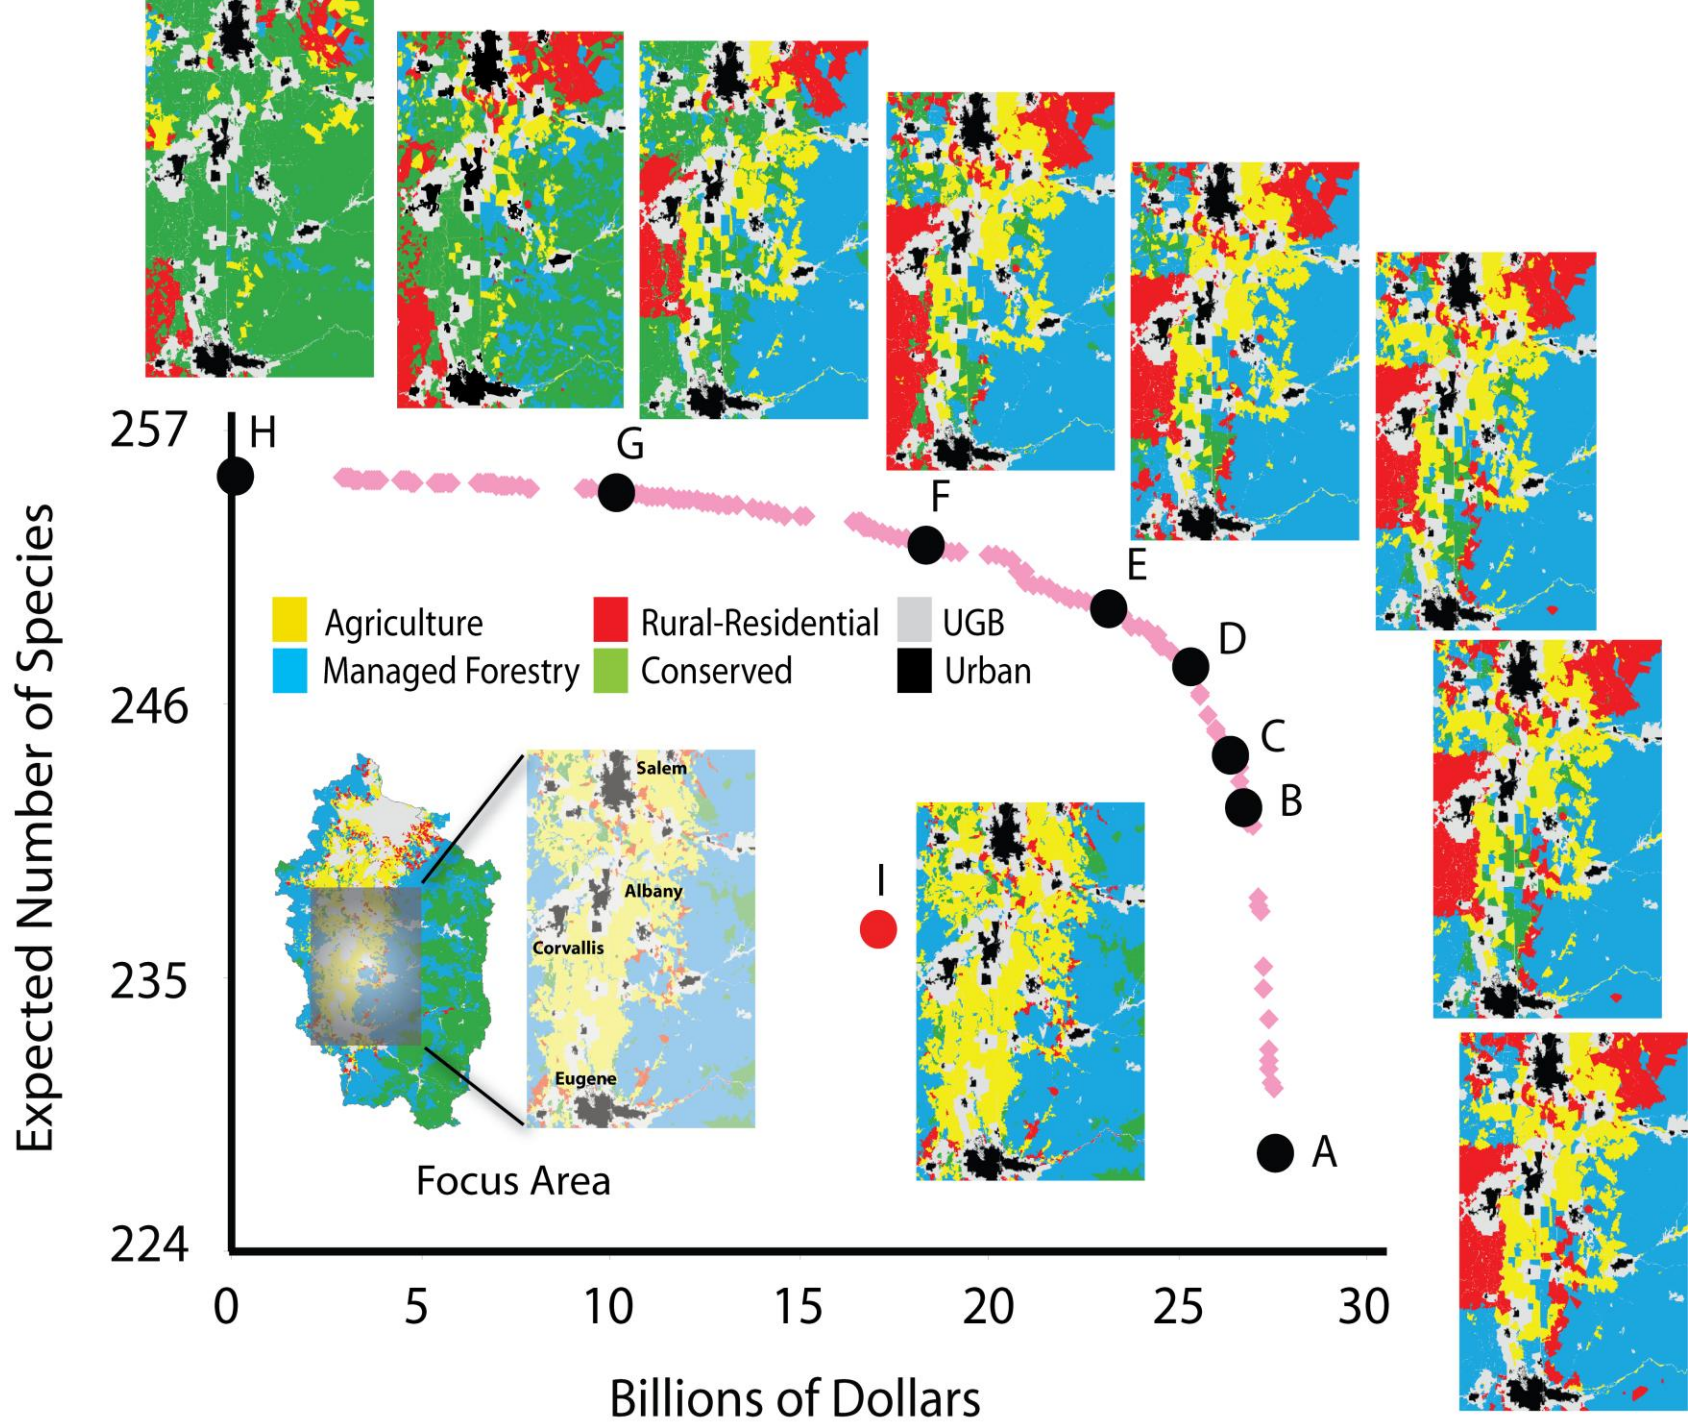 257
H
G
F
E
D
C
B
Agriculture
Rural-Residential
UGB
Managed Forestry
Conserved
Urban
246
Expected Number of Species
Salem
Albany
Corvallis
Eugene
I
235
A
Focus Area
224
0
5
10
15
20
25
30
Billions of Dollars